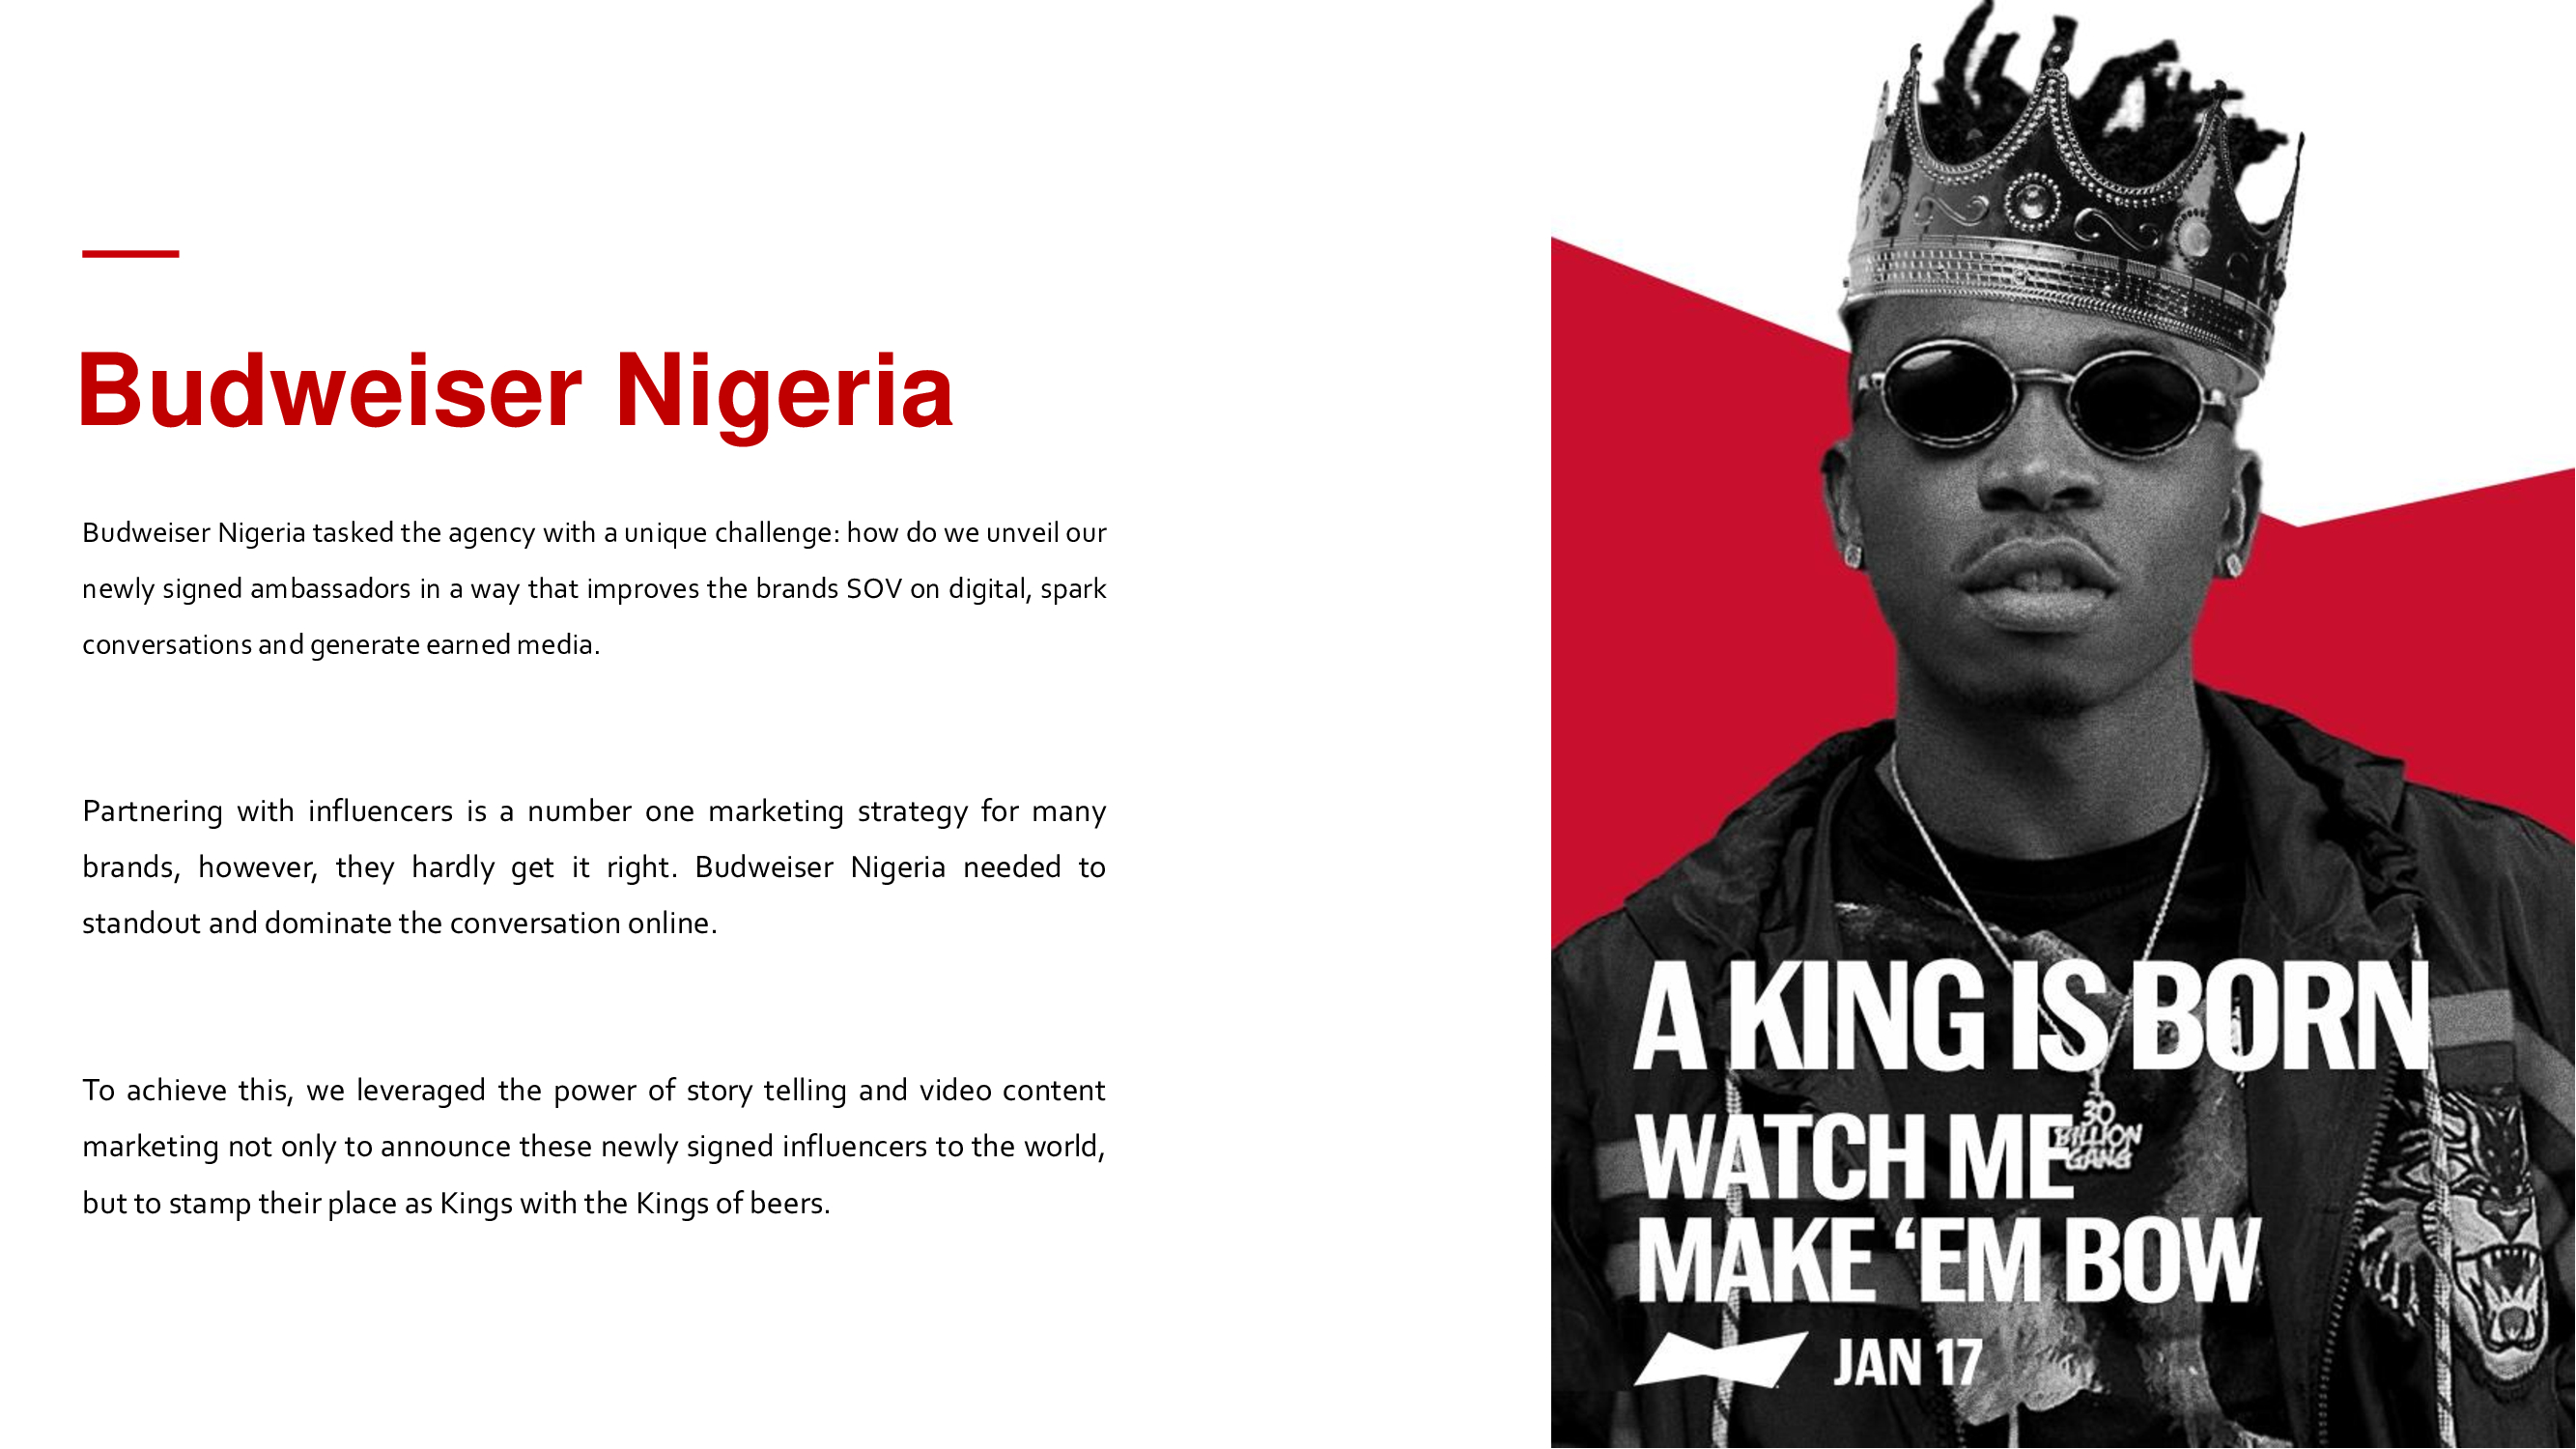 Budweiser Nigeria
Budweiser Nigeria tasked the agency with a unique challenge: how do we unveil our
newly signed ambassadors in a way that improves the brands SOV on digital, spark
conversations and generate earned media.
Partnering with influencers is a number one marketing strategy for many
brands, however, they hardly get it right. Budweiser Nigeria needed to
standout and dominate the conversation online.
To achieve this, we leveraged the power of story telling and video content
marketing not only to announce these newly signed influencers to the world,
but to stamp their place as Kings with the Kings of beers.
A KING IS BORN
WATCH ME
MAKE ‘EM BOW
JAN 17
30
BILLION
GANG